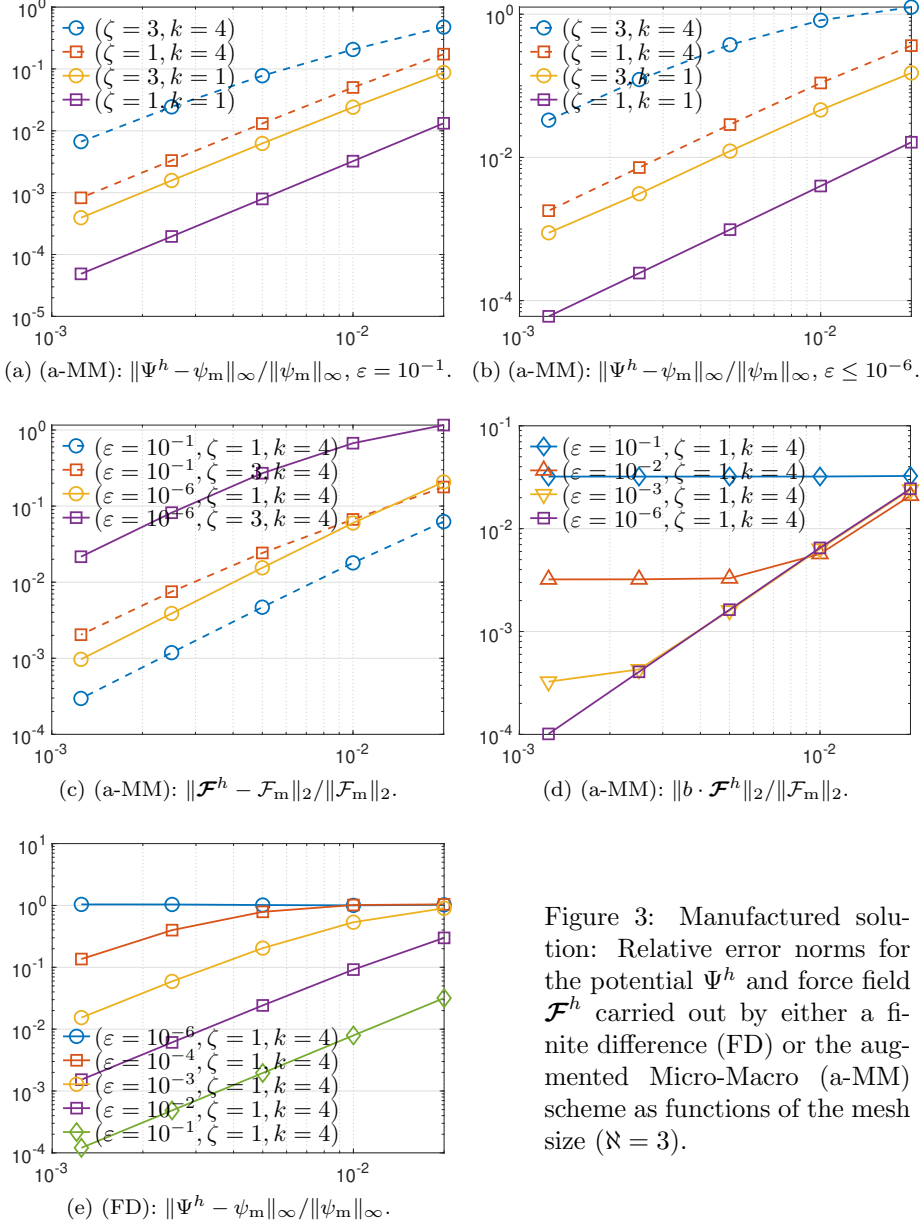 10^0
10^-1
10^-2
10^-3
10^-4
10^-5
10^-3
10^-2
(ζ = 3, k = 4)
(ζ = 1, k = 4)
(ζ = 3, k = 1)
(ζ = 1, k = 1)
(a) (a-MM): ‖Ψ^h − ψ_m‖_∞/‖ψ_m‖_∞, ε = 10^-1.
10^0
10^-2
10^-4
10^-3
10^-2
(ζ = 3, k = 4)
(ζ = 1, k = 4)
(ζ = 3, k = 1)
(ζ = 1, k = 1)
(b) (a-MM): ‖Ψ^h − ψ_m‖_∞/‖ψ_m‖_∞, ε ≤ 10^-6.
10^0
10^-1
10^-2
10^-3
10^-4
10^-3
10^-2
(ε = 10^-1, ζ = 1, k = 4)
(ε = 10^-1, ζ = 3, k = 4)
(ε = 10^-6, ζ = 1, k = 4)
(ε = 10^-6, ζ = 3, k = 4)
(c) (a-MM): ‖𝓕^h − ℱ_m‖_2/‖ℱ_m‖_2.
10^-1
10^-2
10^-3
10^-4
10^-3
10^-2
(ε = 10^-1, ζ = 1, k = 4)
(ε = 10^-2, ζ = 1, k = 4)
(ε = 10^-3, ζ = 1, k = 4)
(ε = 10^-6, ζ = 1, k = 4)
(d) (a-MM): ‖b · 𝓕^h‖_2/‖ℱ_m‖_2.
10^1
10^0
10^-1
10^-2
10^-3
10^-4
10^-3
10^-2
(ε = 10^-6, ζ = 1, k = 4)
(ε = 10^-4, ζ = 1, k = 4)
(ε = 10^-3, ζ = 1, k = 4)
(ε = 10^-2, ζ = 1, k = 4)
(ε = 10^-1, ζ = 1, k = 4)
(e) (FD): ‖Ψ^h − ψ_m‖_∞/‖ψ_m‖_∞.
Figure 3: Manufactured solu-
tion: Relative error norms for
the potential Ψ^h and force field
𝓕^h carried out by either a fi-
nite difference (FD) or the aug-
mented Micro-Macro (a-MM)
scheme as functions of the mesh
size (ℵ = 3).